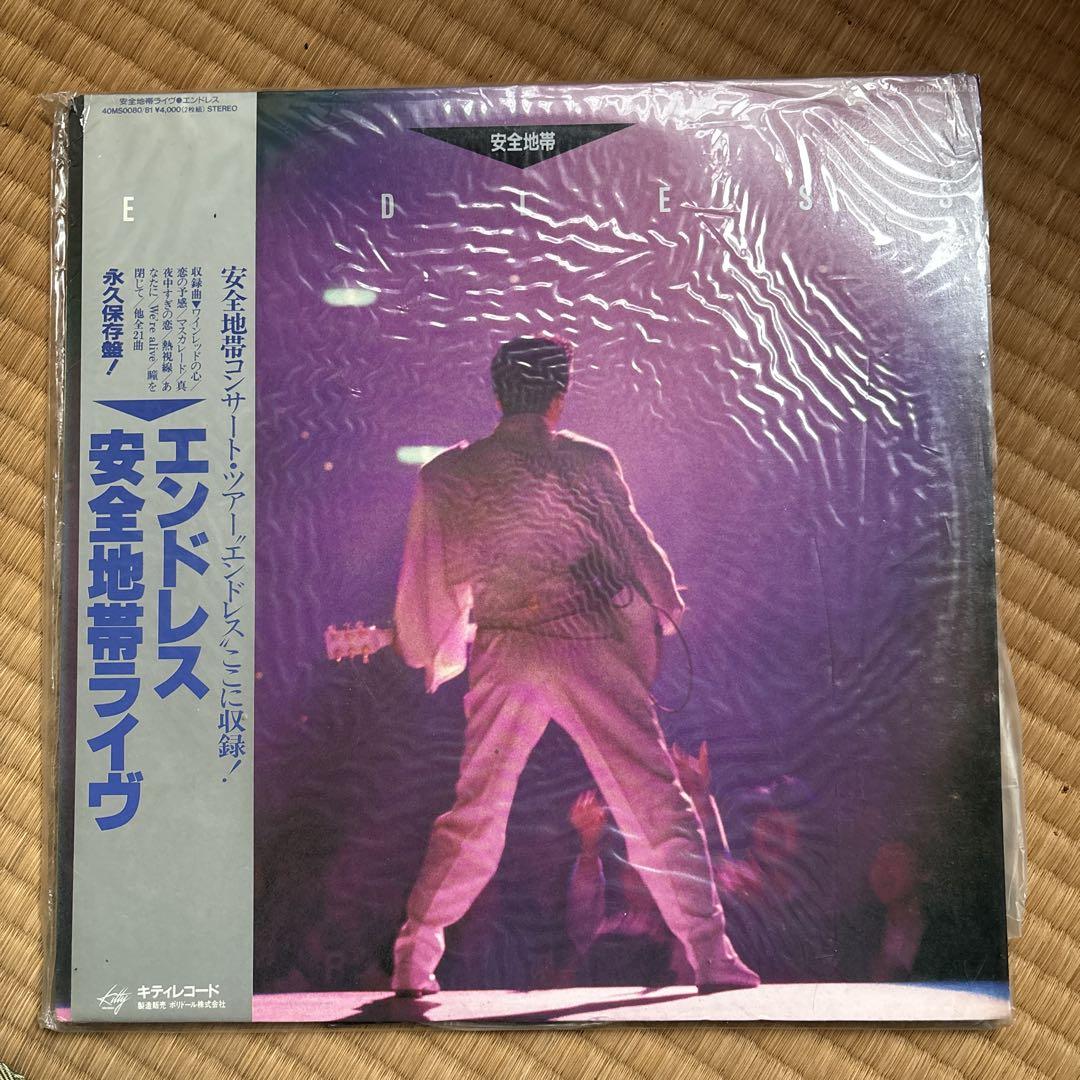 安全地帯ライヴ●エンドレス
40MS0080/81 ¥4,000(2枚組) STEREO
安全地帯
E D L E S S
安全地帯コンサート・ツアー"エンドレス"ここに収録!
収録曲▼ワインレッドの心/
恋の予感/マスカレード/真
夜中すぎの恋/熱視線/あ
なたに/We're alive/瞳を
閉じて/他全21曲
永久保存盤!
エンドレス
安全地帯ライヴ
Kitty
キティレコード
製造販売 ポリドール株式会社